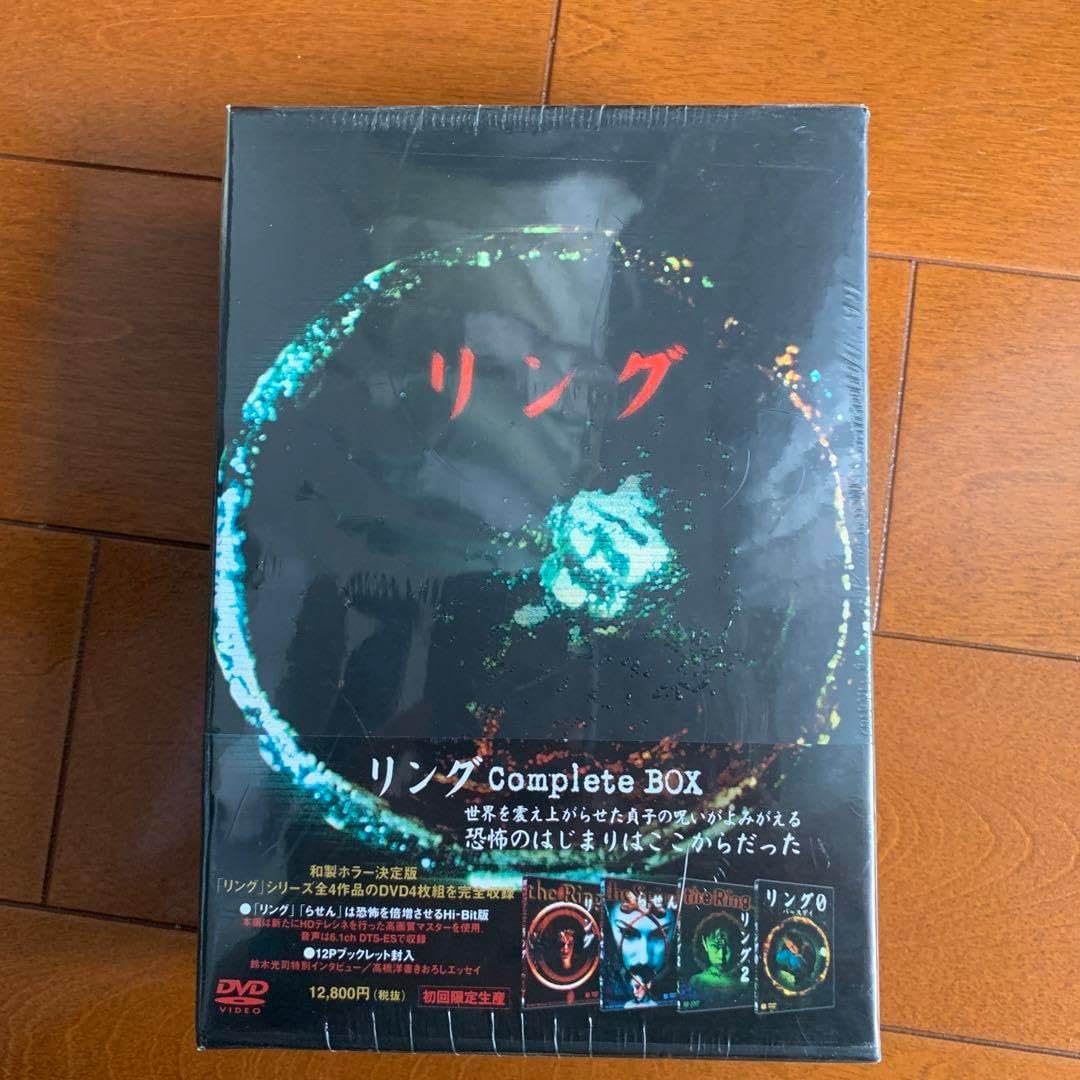 リング
リング Complete BOX
世界を震え上がらせた貞子の呪いがよみがえる
恐怖のはじまりはここからだった
和製ホラー決定版
「リング」シリーズ全4作品のDVD4枚組を完全収録
●「リング」「らせん」は恐怖を倍増させるHi-Bit版
本編は新たにHDテレシネを行った高画質マスターを使用。
音声は6.1ch DTS-ESで収録
●12Pブックレット封入
鈴木光司特別インタビュー／高橋洋書きおろしエッセイ
DVD
VIDEO
12,800円(税抜)
初回限定生産
the Ring
リング
らせん
the Ring
リング2
リング0
バースデイ